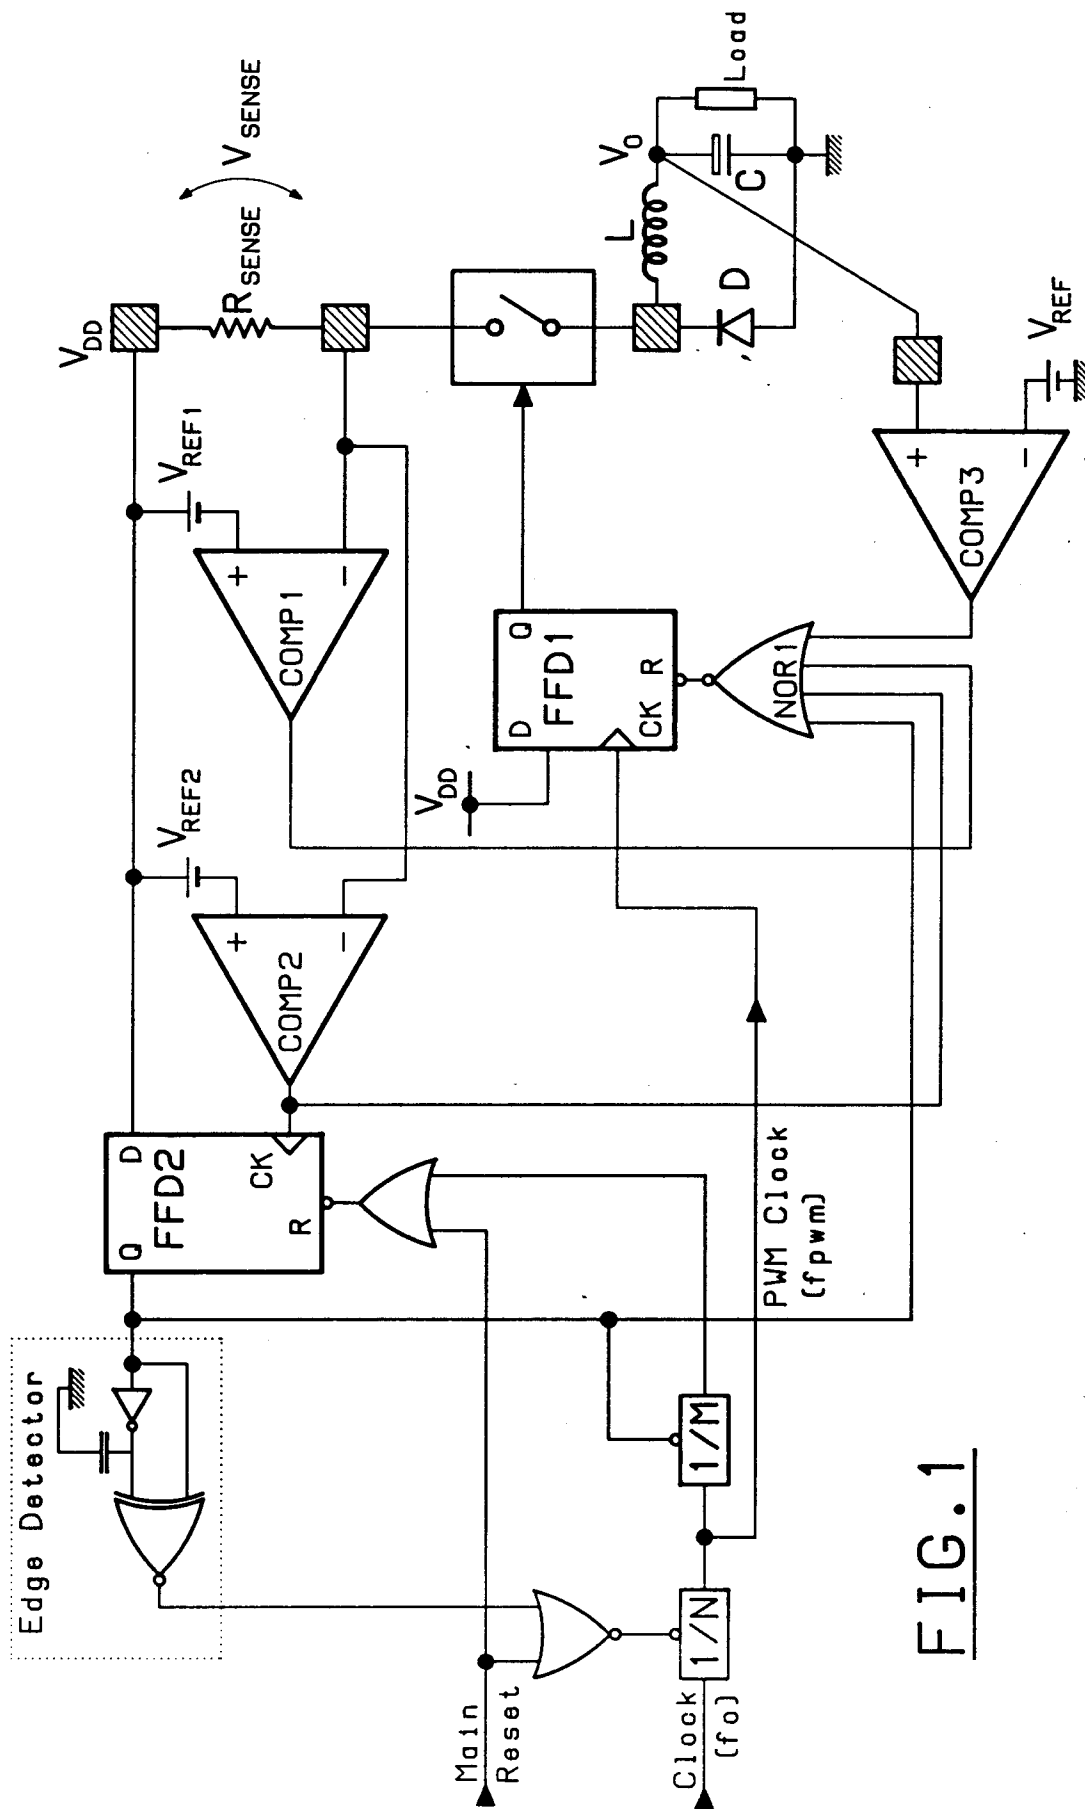 Edge Detector
Q
D
FFD2
R
CK
COMP2
+
−
VREF2
COMP1
+
−
VREF1
VDD
RSENSE
VSENSE
VDD
D
Q
FFD1
CK
R
NOR1
L
VO
D
C
Load
COMP3
+
−
VREF
Main
Reset
Clock
(fo)
1/N
1/M
PWM Clock
(fpwm)
FIG.1